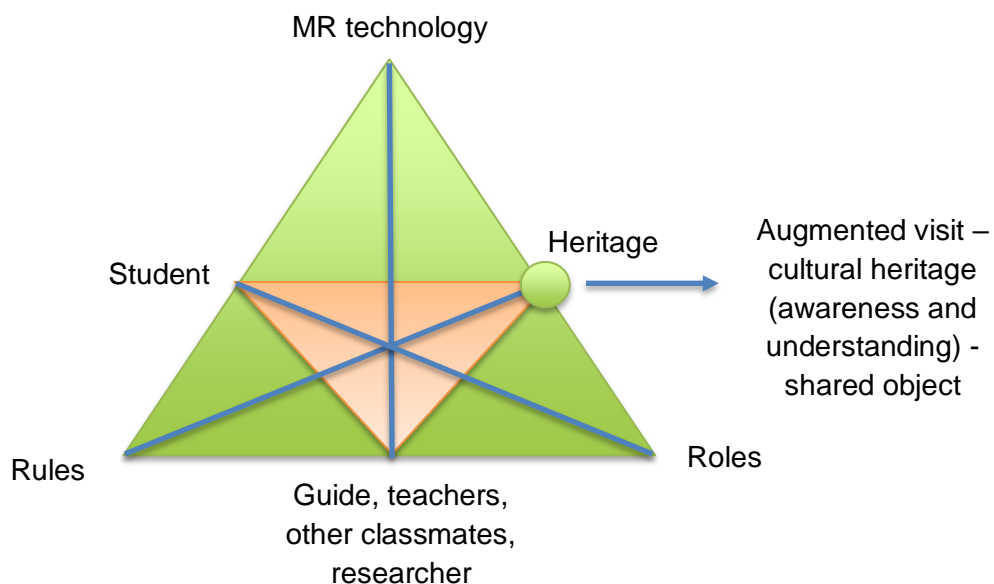 MR technology
Heritage
Student
Augmented visit –
cultural heritage
(awareness and
understanding) -
shared object
Rules
Roles
Guide, teachers,
other classmates,
researcher